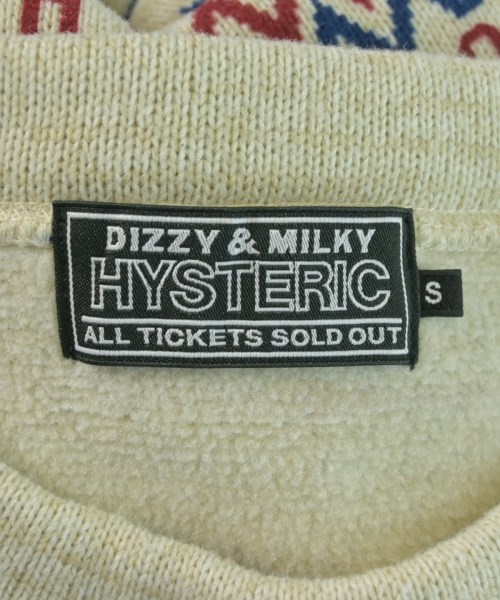 DIZZY & MILKY
HYSTERIC
ALL TICKETS SOLD OUT
S